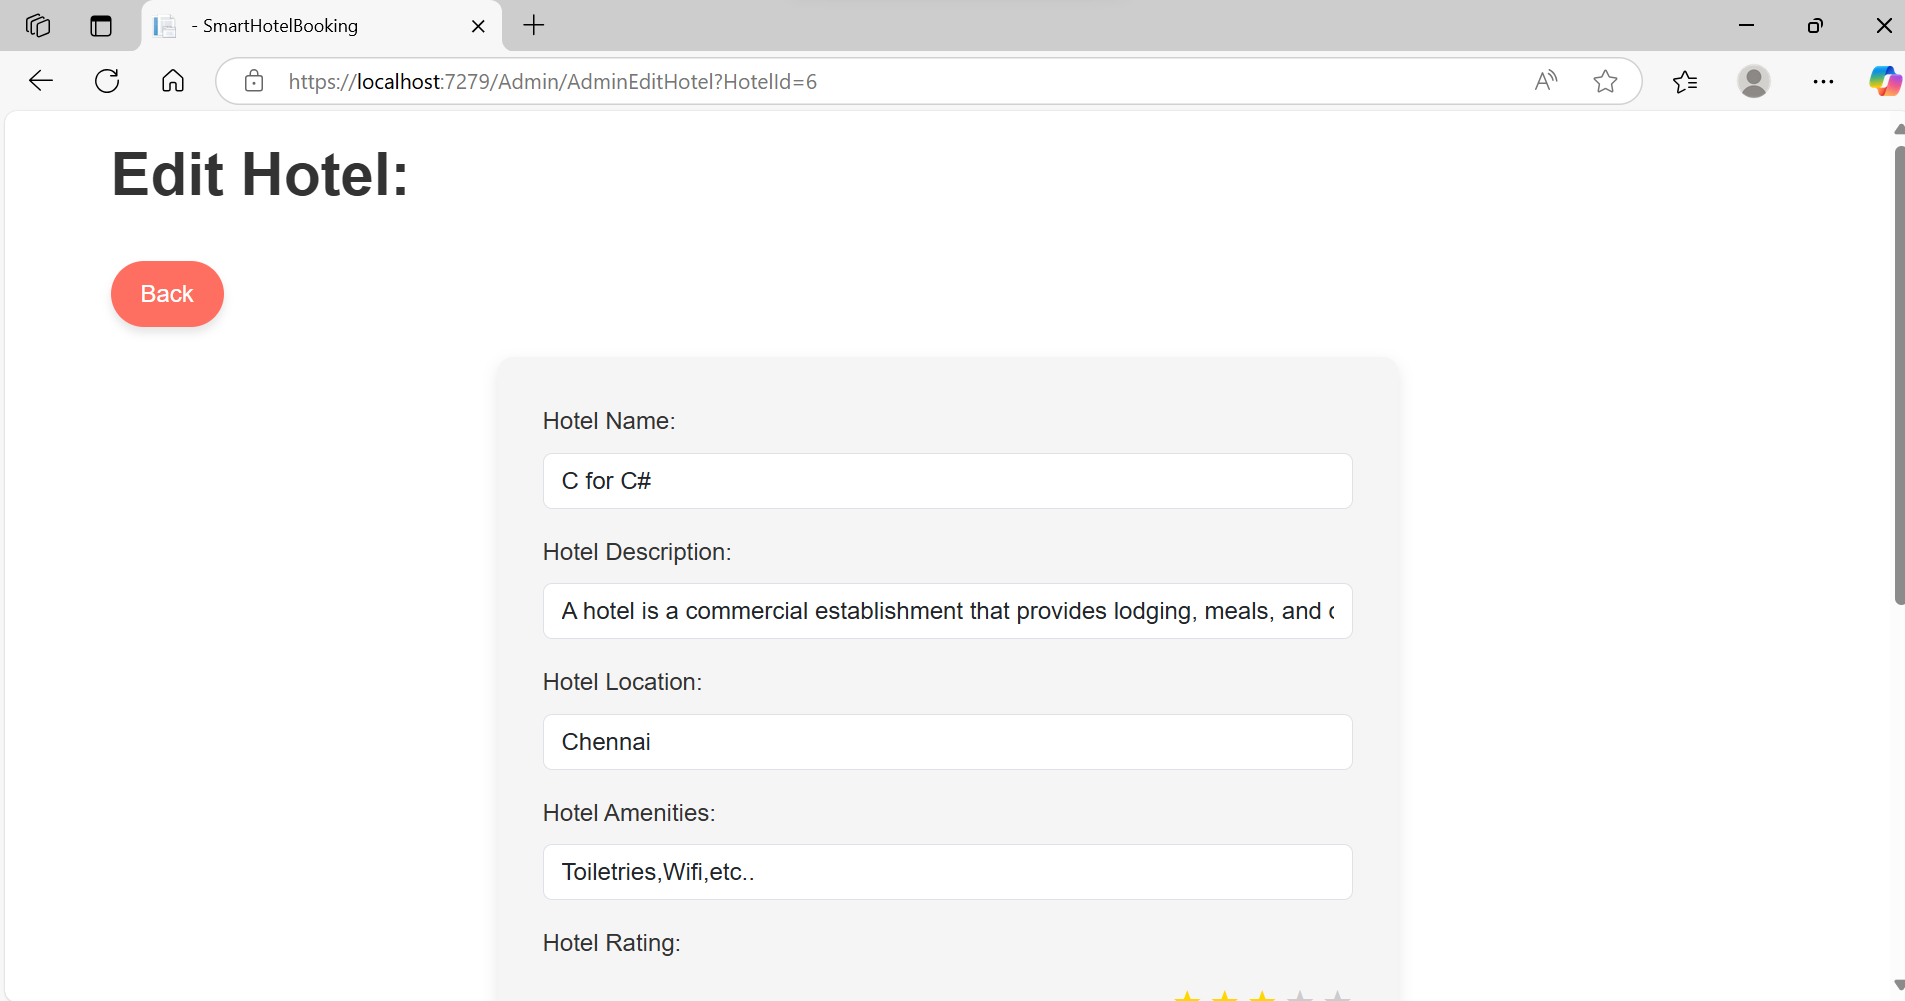 - SmartHotelBooking
https://localhost:7279/Admin/AdminEditHotel?HotelId=6
Edit Hotel:
Back
Hotel Name:
C for C#
Hotel Description:
A hotel is a commercial establishment that provides lodging, meals, and
Hotel Location:
Chennai
Hotel Amenities:
Toiletries,Wifi,etc..
Hotel Rating: